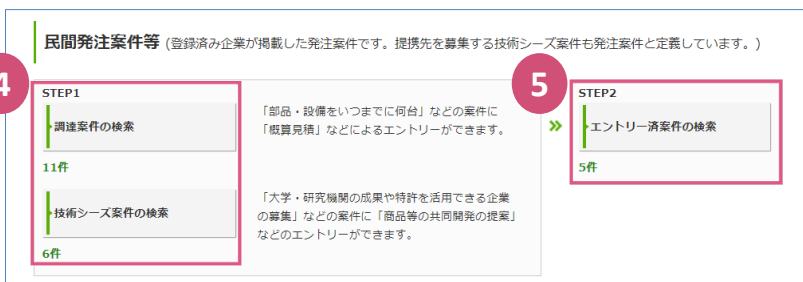 民間発注案件等 (登録済み企業が掲載した発注案件です。提携先を募集する技術シーズ案件も発注案件と定義しています。)
4
STEP1
調達案件の検索
11件
「部品・設備をいつまでに何台」などの案件に
「概算見積」などによるエントリーができます。
技術シーズ案件の検索
6件
「大学・研究機関の成果や特許を活用できる企業
の募集」などの案件に「商品等の共同開発の提案」
などのエントリーができます。
5
STEP2
エントリー済案件の検索
5件